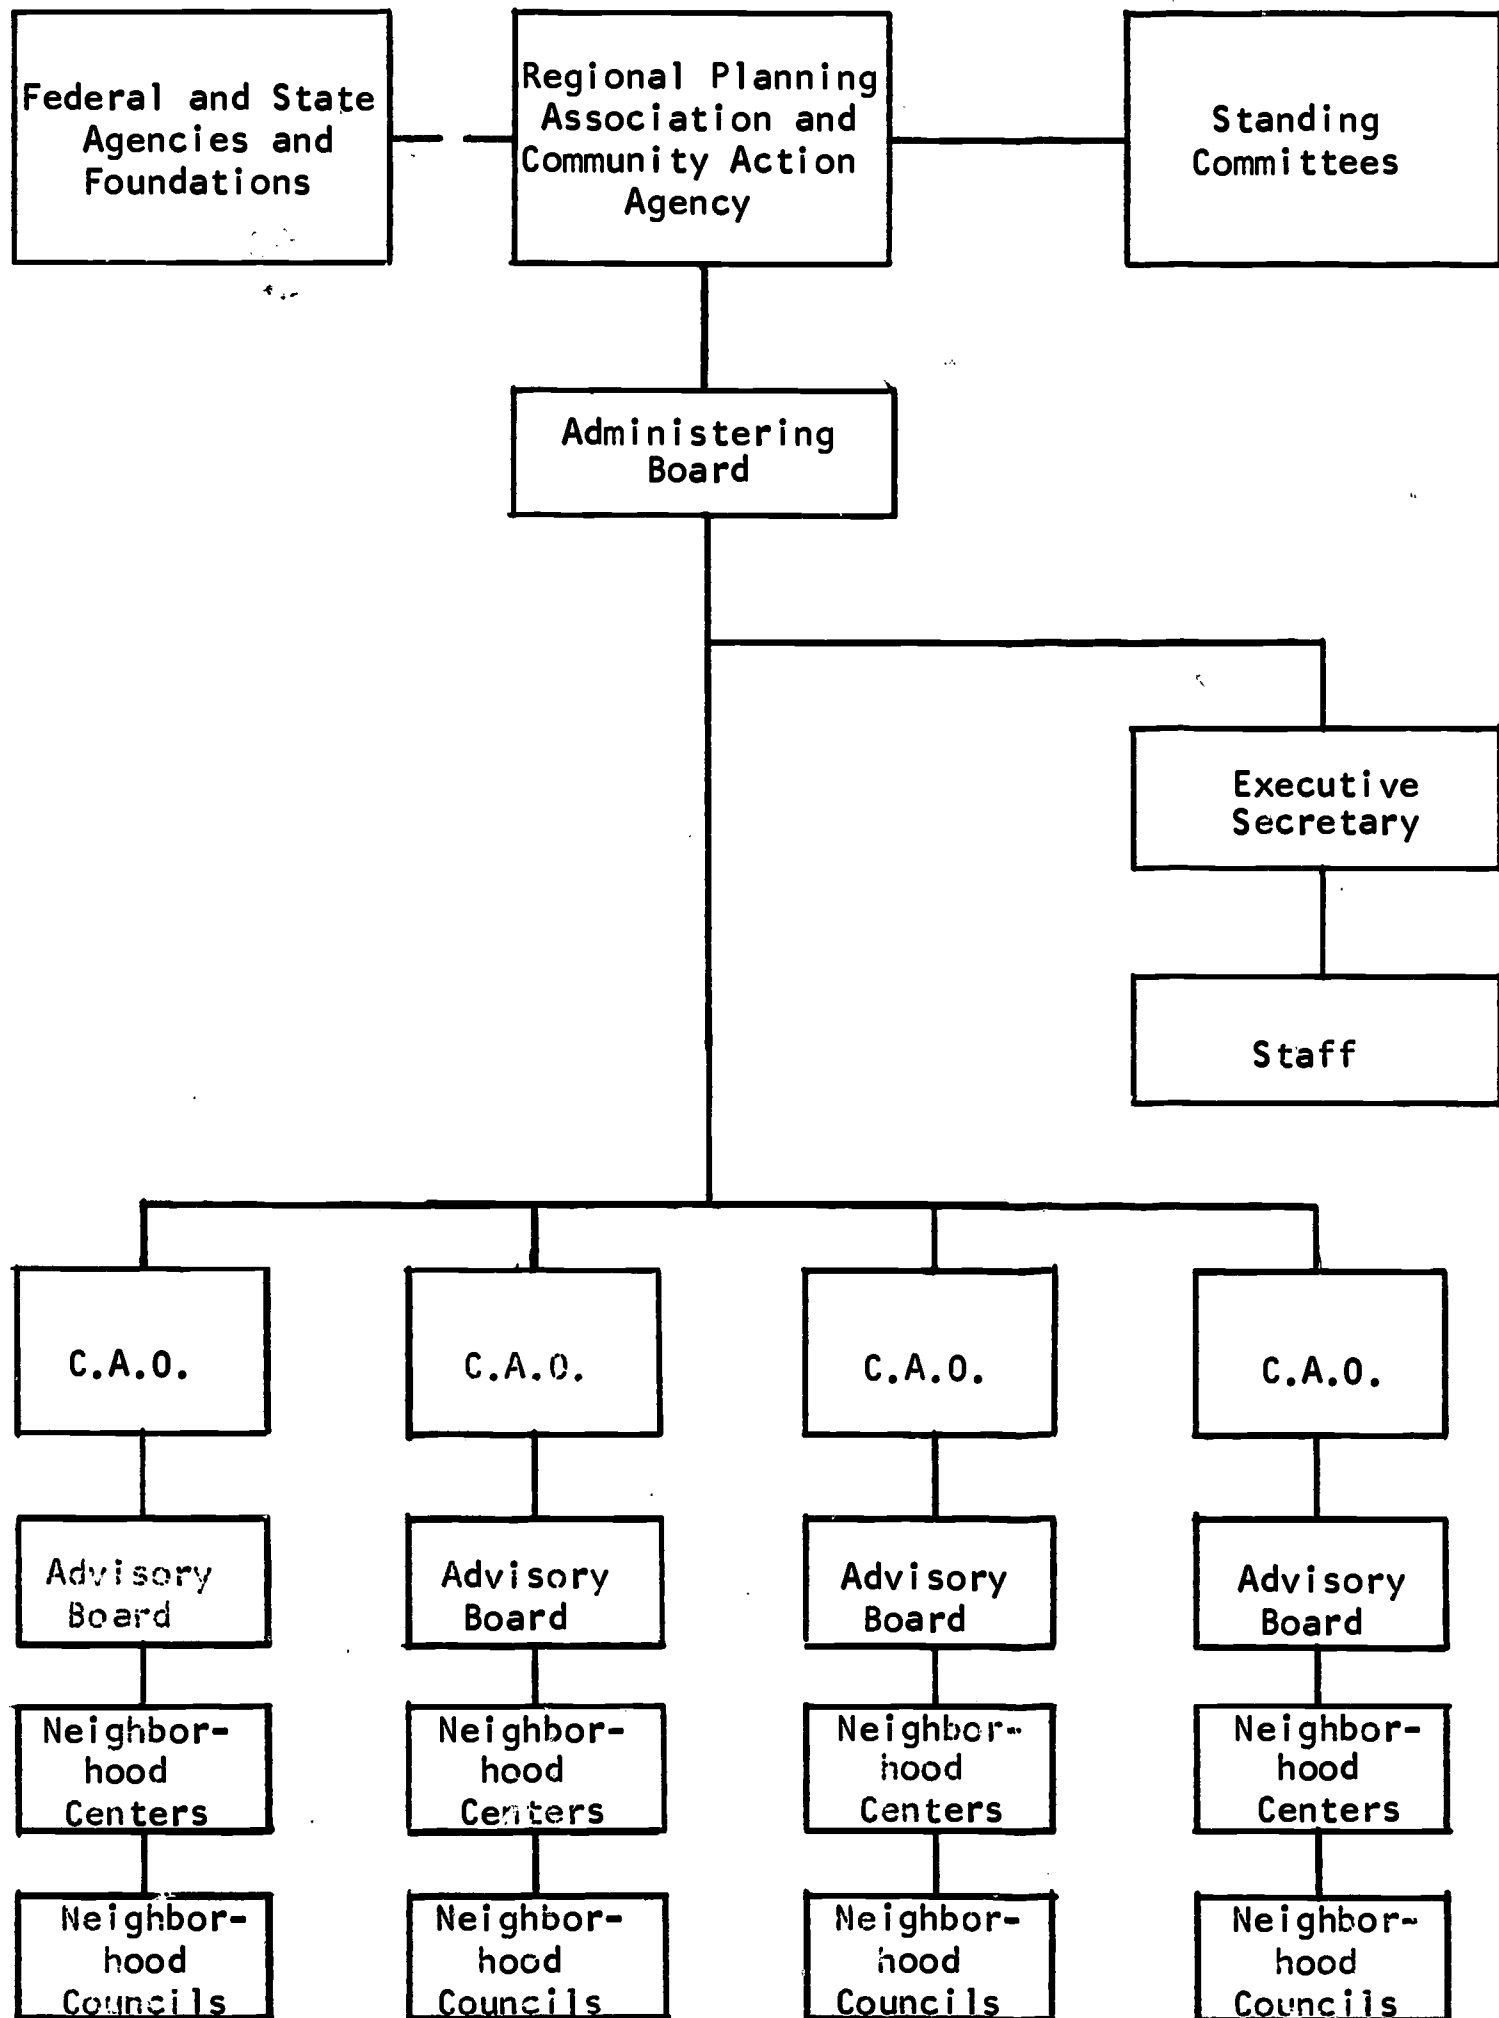 Federal and State
Agencies and
Foundations
Regional Planning
Association and
Community Action
Agency
Standing
Committees
Administering
Board
Executive
Secretary
Staff
C.A.O.
C.A.O.
C.A.O.
C.A.O.
Advisory
Board
Advisory
Board
Advisory
Board
Advisory
Board
Neighbor-
hood
Centers
Neighbor-
hood
Centers
Neighbor-
hood
Centers
Neighbor-
hood
Centers
Neighbor-
hood
Councils
Neighbor-
hood
Councils
Neighbor-
hood
Councils
Neighbor-
hood
Councils